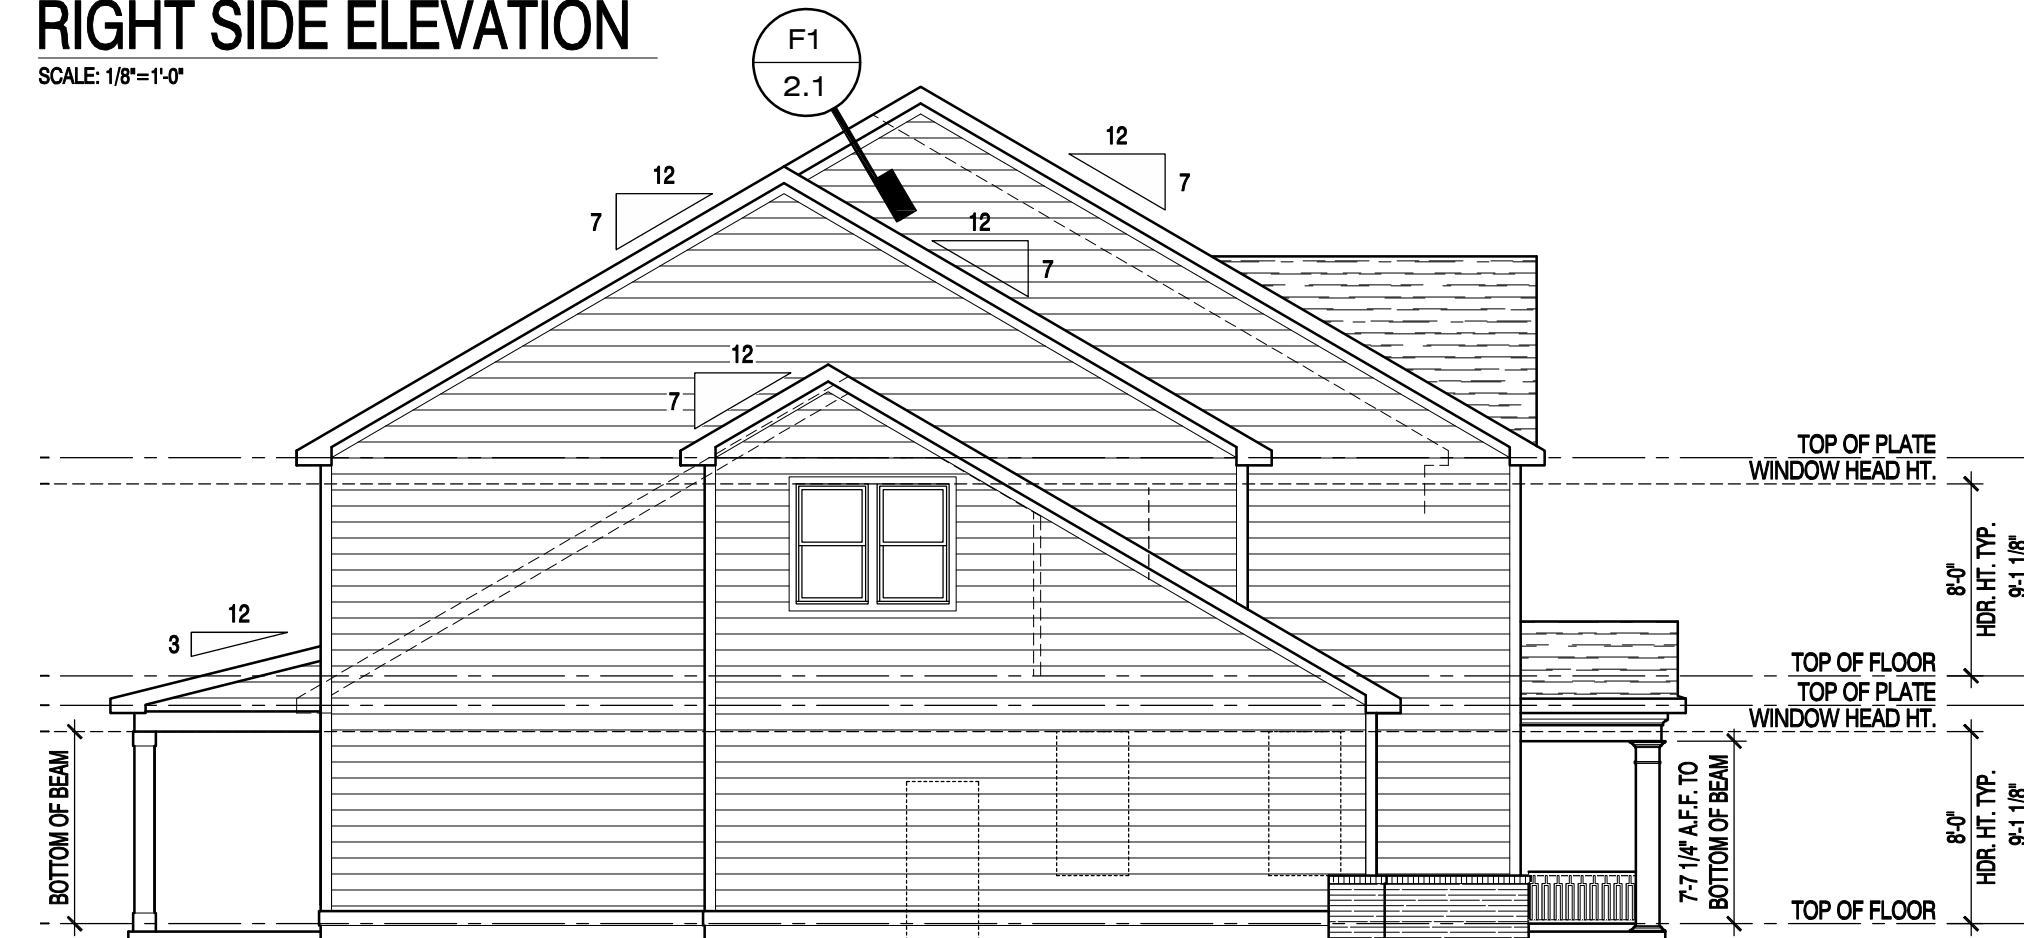 RIGHT SIDE ELEVATION
SCALE: 1/8"=1'-0"
F1
2.1
12
7
12
7
12
7
12
7
12
3
TOP OF PLATE
WINDOW HEAD HT.
TOP OF FLOOR
TOP OF PLATE
WINDOW HEAD HT.
TOP OF FLOOR
8'-0"
HDR. HT. TYP.
9'-1 1/8"
8'-0"
HDR. HT. TYP.
9'-1 1/8"
BOTTOM OF BEAM
7'-7 1/4" A.F.F. TO
BOTTOM OF BEAM